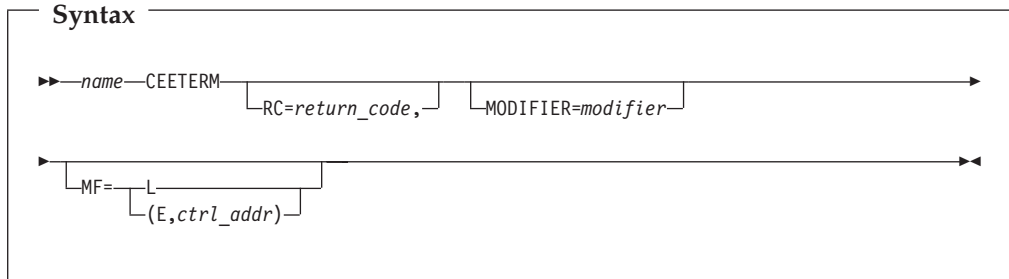 Syntax
name CEETERM
RC=return_code, MODIFIER=modifier
MF= L
(E,ctrl_addr)